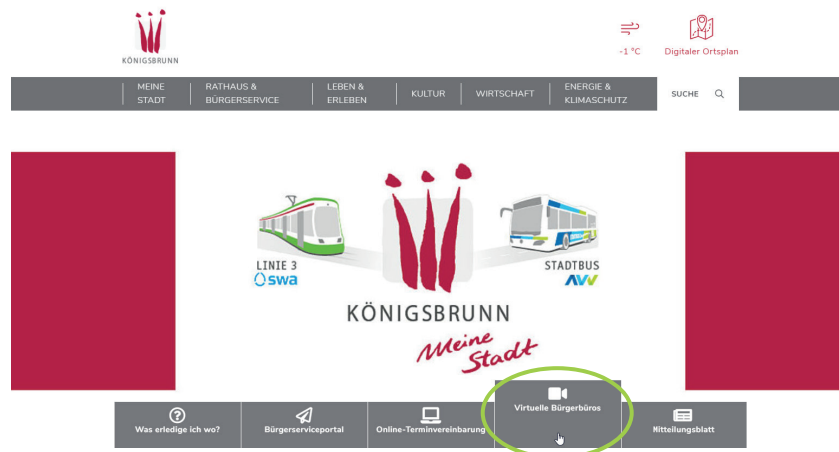 KÖNIGSBRUNN
-1 °C
Digitaler Ortsplan
MEINE
STADT
RATHAUS &
BÜRGERSERVICE
LEBEN &
ERLEBEN
KULTUR
WIRTSCHAFT
ENERGIE &
KLIMASCHUTZ
SUCHE
LINIE 3
swa
STADTBUS
AVV
KÖNIGSBRUNN
Meine
Stadt
Was erledige ich wo?
Bürgerserviceportal
Online-Terminvereinbarung
Virtuelle Bürgerbüros
Mitteilungsblatt